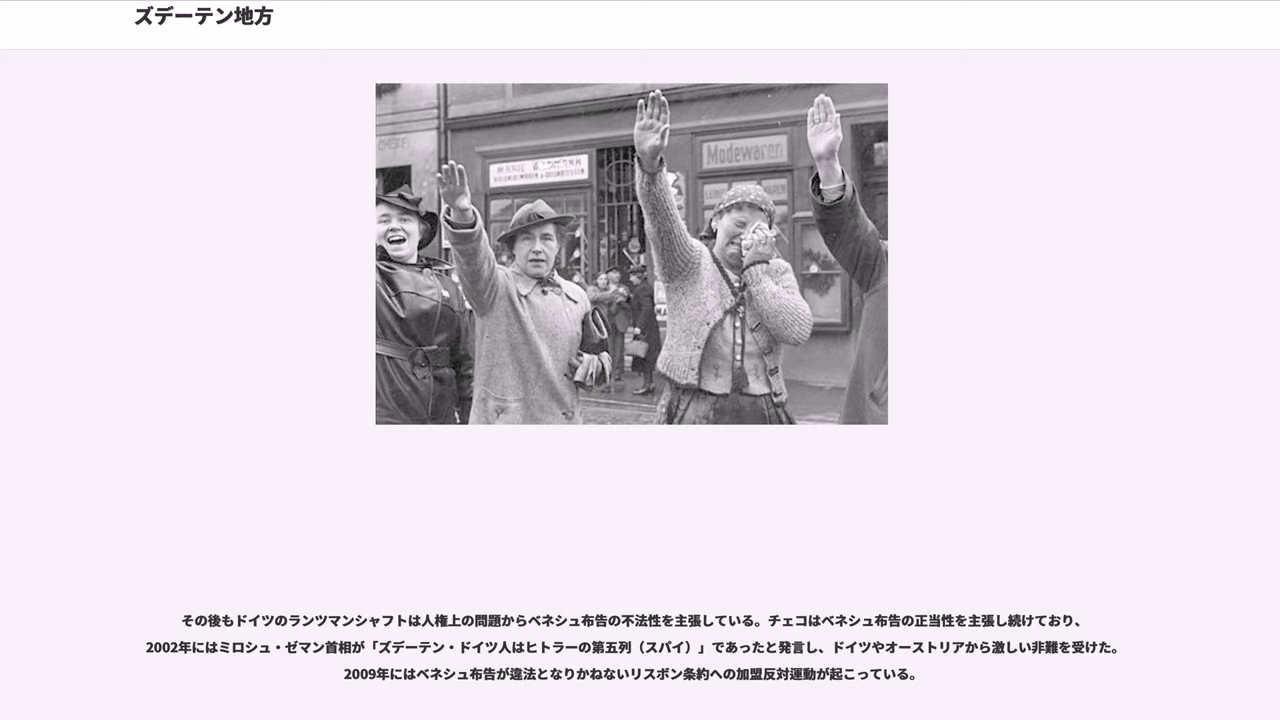 ズデーテン地方
Modewaren
その後もドイツのランツマンシャフトは人権上の問題からベネシュ布告の不法性を主張している。チェコはベネシュ布告の正当性を主張し続けており、
2002年にはミロシュ・ゼマン首相が「ズデーテン・ドイツ人はヒトラーの第五列（スパイ）」であったと発言し、ドイツやオーストリアから激しい非難を受けた。
2009年にはベネシュ布告が違法となりかねないリスボン条約への加盟反対運動が起こっている。